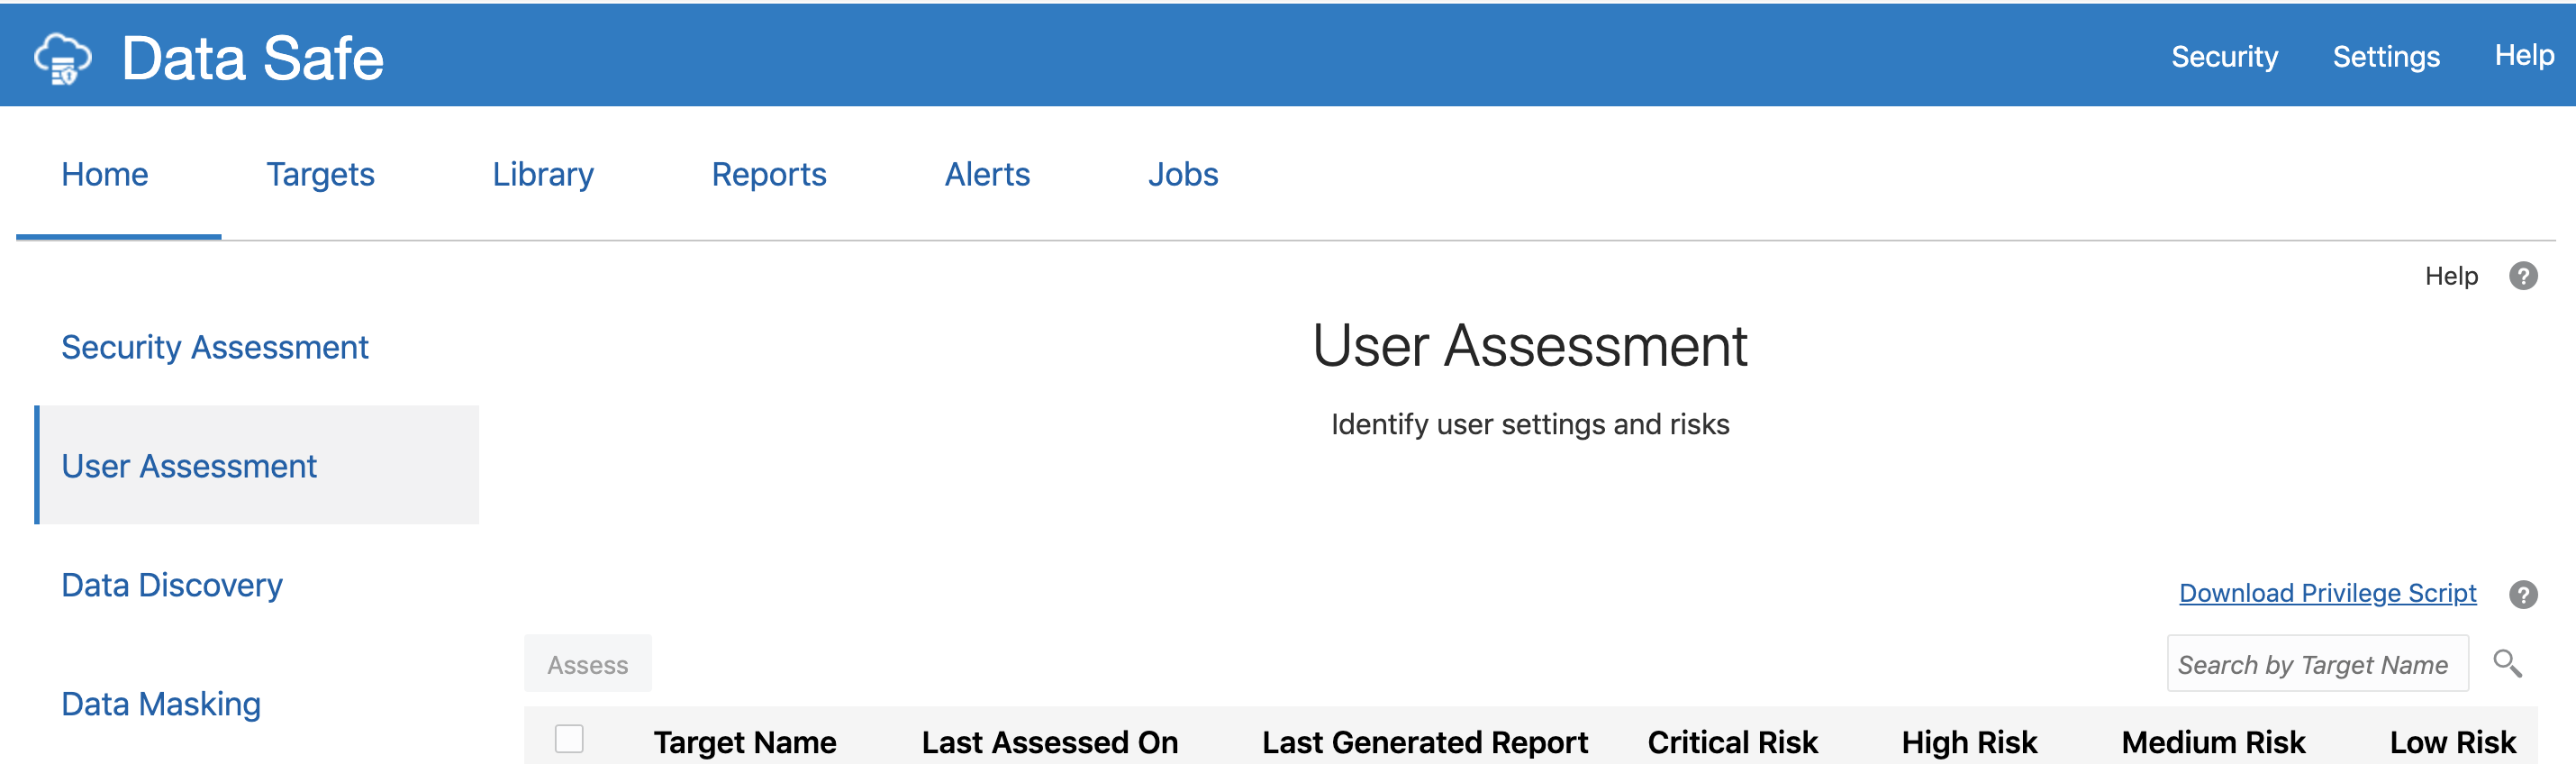 Data Safe
Security Settings Help
Home Targets Library Reports Alerts Jobs
Help ?
Security Assessment
User Assessment
Data Discovery
Data Masking
User Assessment
Identify user settings and risks
Download Privilege Script ?
Assess
Search by Target Name
Target Name Last Assessed On Last Generated Report Critical Risk High Risk Medium Risk Low Risk